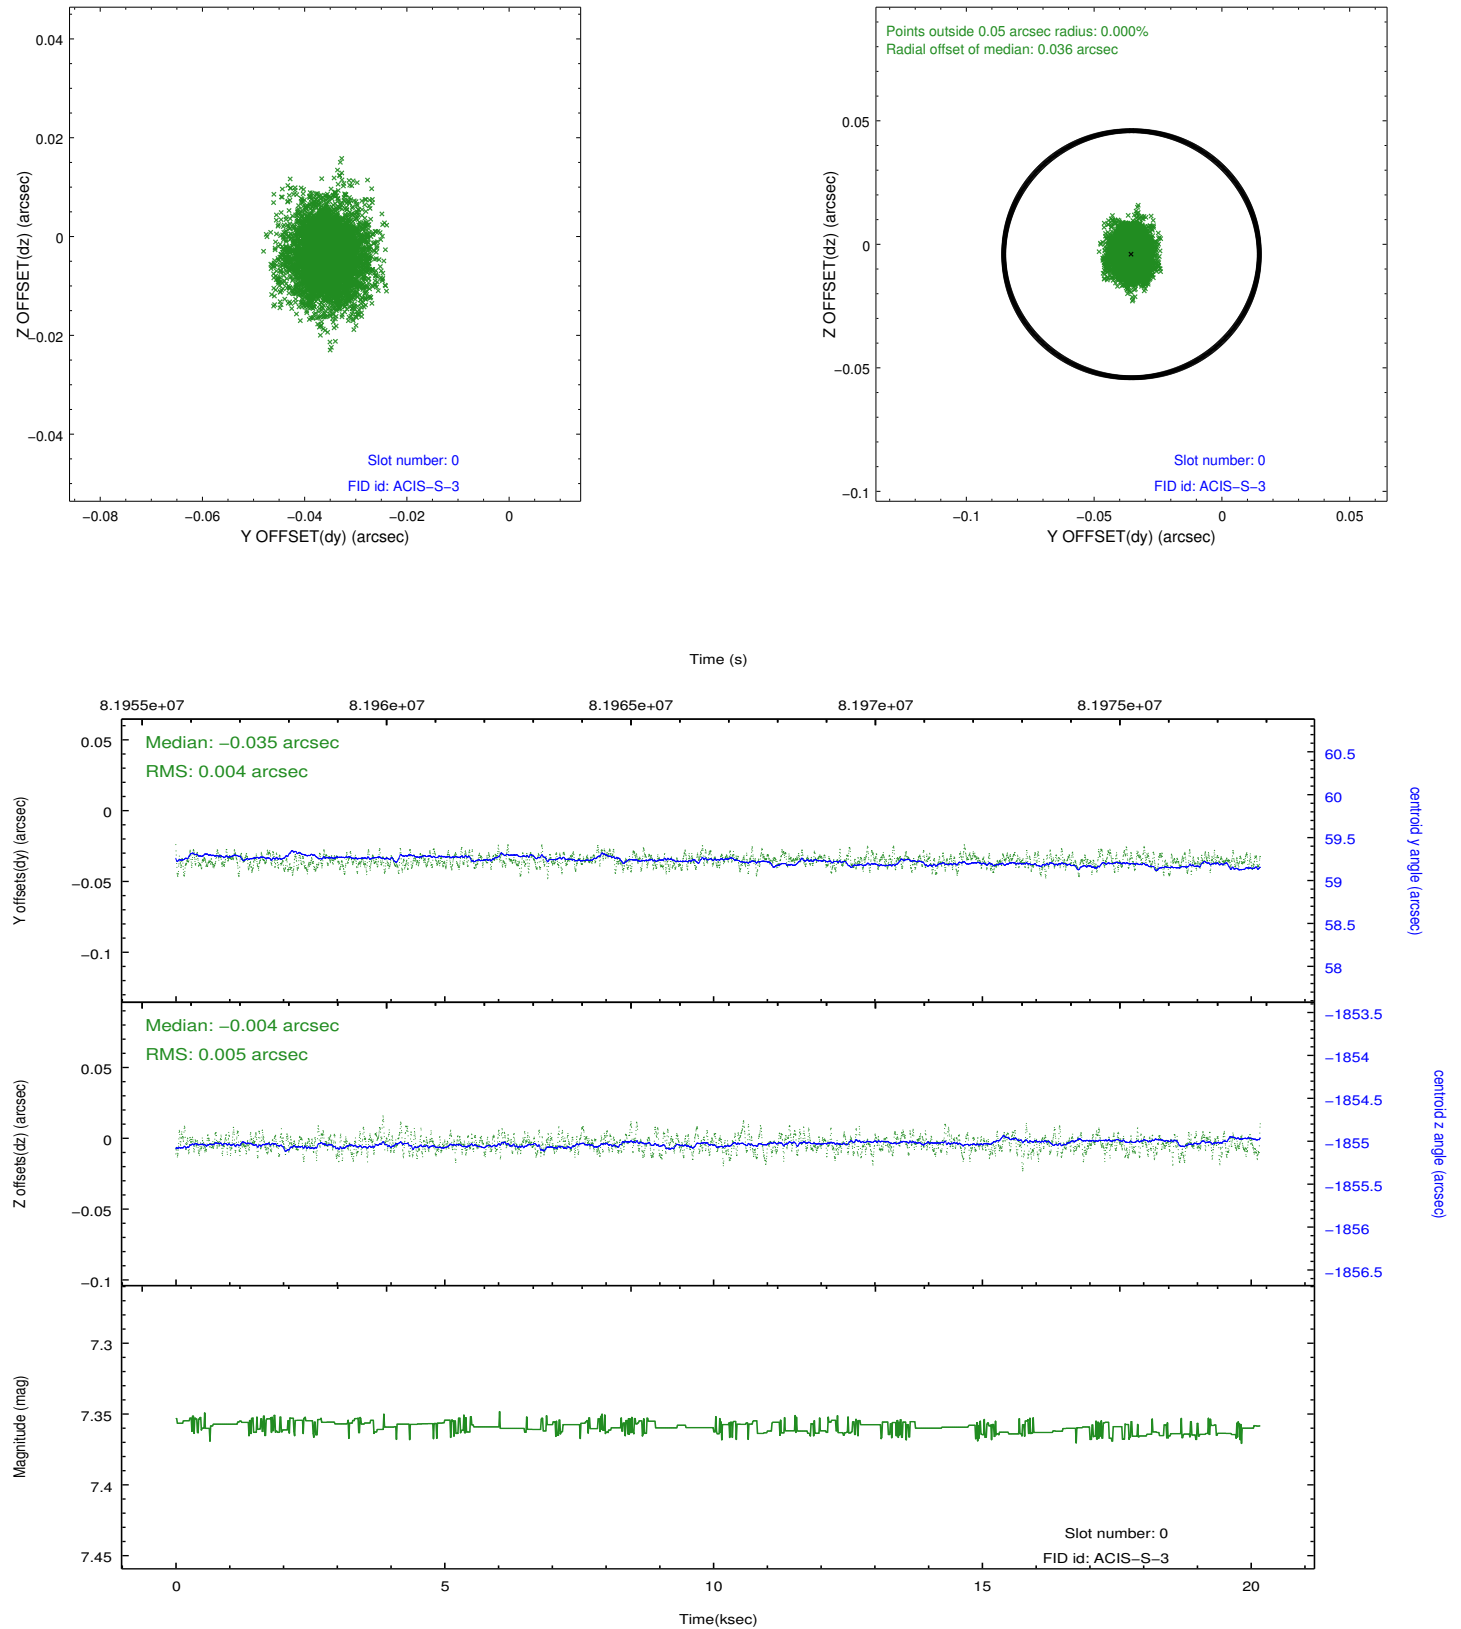 0.04
0.02
0
−0.02
−0.04
Z OFFSET(dz) (arcsec)
Slot number: 0
FID id: ACIS−S−3
−0.08
−0.06
−0.04
−0.02
0
Y OFFSET(dy) (arcsec)
Points outside 0.05 arcsec radius: 0.000%
Radial offset of median: 0.036 arcsec
0.05
0
−0.05
−0.1
Z OFFSET(dz) (arcsec)
Slot number: 0
FID id: ACIS−S−3
−0.1
−0.05
0
0.05
Y OFFSET(dy) (arcsec)
Time (s)
8.1955e+07
8.196e+07
8.1965e+07
8.197e+07
8.1975e+07
Median: −0.035 arcsec
RMS: 0.004 arcsec
0.05
0
−0.05
−0.1
Y offsets(dy) (arcsec)
60.5
60
59.5
59
58.5
58
centroid y angle (arcsec)
Median: −0.004 arcsec
RMS: 0.005 arcsec
0.05
0
−0.05
−0.1
Z offsets(dz) (arcsec)
−1853.5
−1854
−1854.5
−1855
−1855.5
−1856
−1856.5
centroid z angle (arcsec)
7.3
7.35
7.4
7.45
Magnitude (mag)
Slot number: 0
FID id: ACIS−S−3
0
5
10
15
20
Time(ksec)